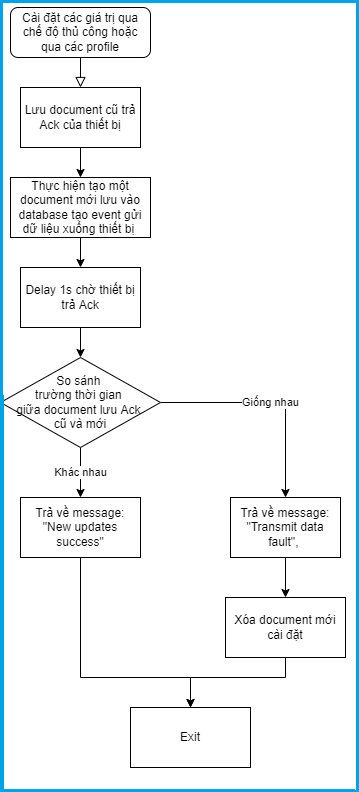 Cài đặt các giá trị qua
chế độ thủ công hoặc
qua các profile
Lưu document cũ trả
Ack của thiết bị
Thực hiện tạo một
document mới lưu vào
database tạo event gửi
dữ liệu xuống thiết bị
Delay 1s chờ thiết bị
trả Ack
So sánh
trường thời gian
giữa document lưu Ack
cũ và mới
Giống nhau
Khác nhau
Trả về message:
"New updates
success"
Trả về message:
"Transmit data
fault",
Xóa document mới
cài đặt
Exit